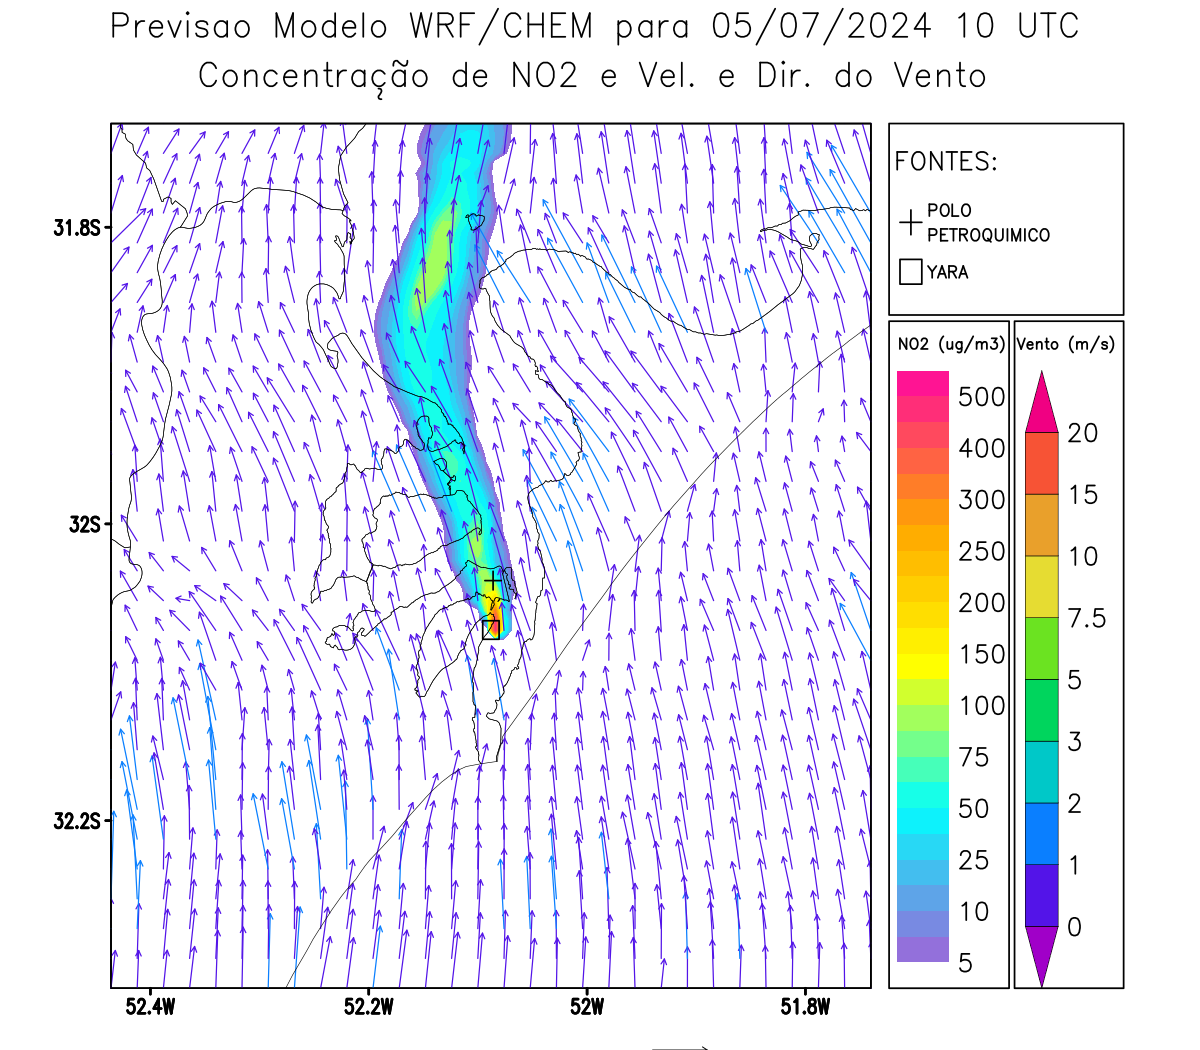 Previsao Modelo WRF/CHEM para 05/07/2024 10 UTC
Concentração de NO2 e Vel. e Dir. do Vento
FONTES:
POLO
PETROQUIMICO
YARA
NO2 (ug/m3)
500
400
300
250
200
150
100
75
50
25
10
5
Vento (m/s)
20
15
10
7.5
5
3
2
1
0
31.8S
32S
32.2S
52.4W
52.2W
52W
51.8W